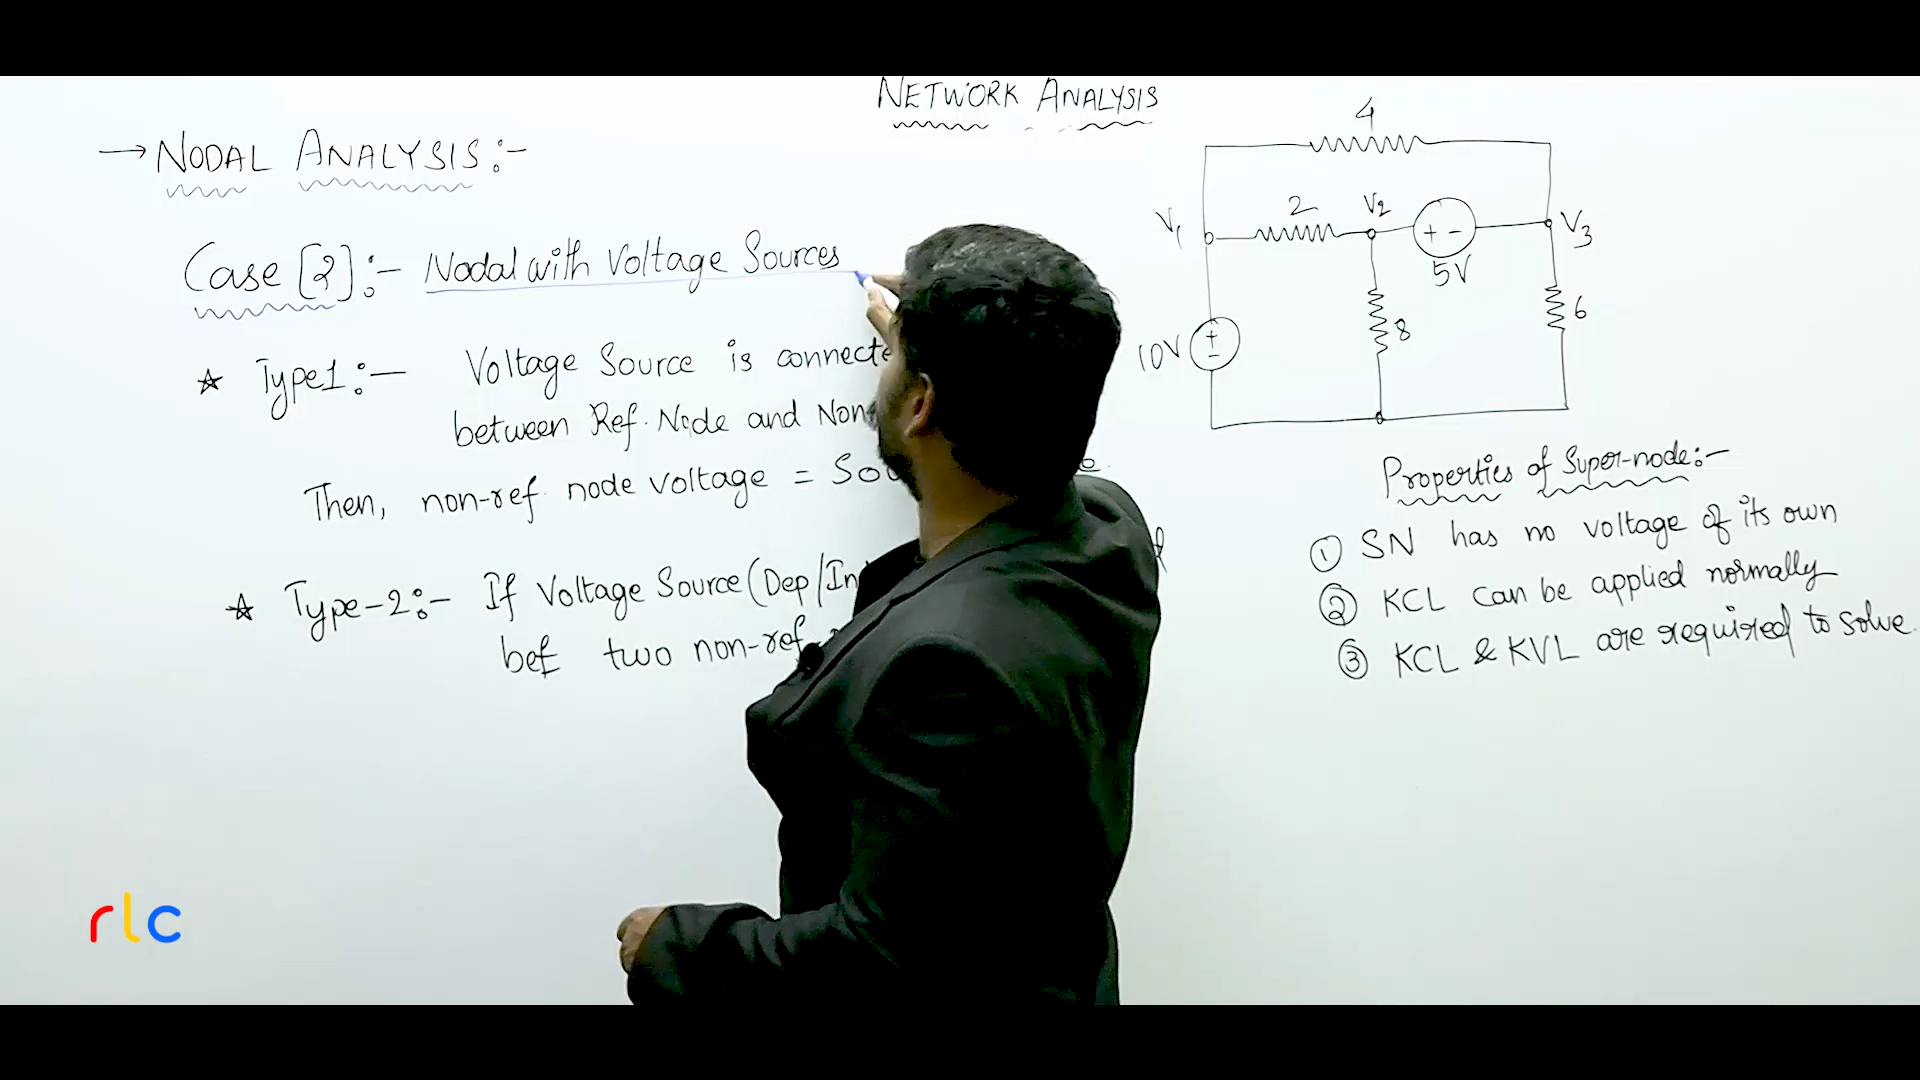 NETWORK ANALYSIS
→ NODAL ANALYSIS:-
Case [2]:- Nodal with Voltage Sources
★ Type1:- Voltage Source is connecte
between Ref. Node and Non-
Then, non-ref. node voltage = Sou
★ Type-2:- If Voltage Source (Dep/In
bet two non-ref.
4
V1
2
V2
+ -
5V
V3
10V
+
-
8
6
Properties of Super-node:-
① SN has no voltage of its own
② KCL can be applied normally
③ KCL & KVL are required to solve.
rlc